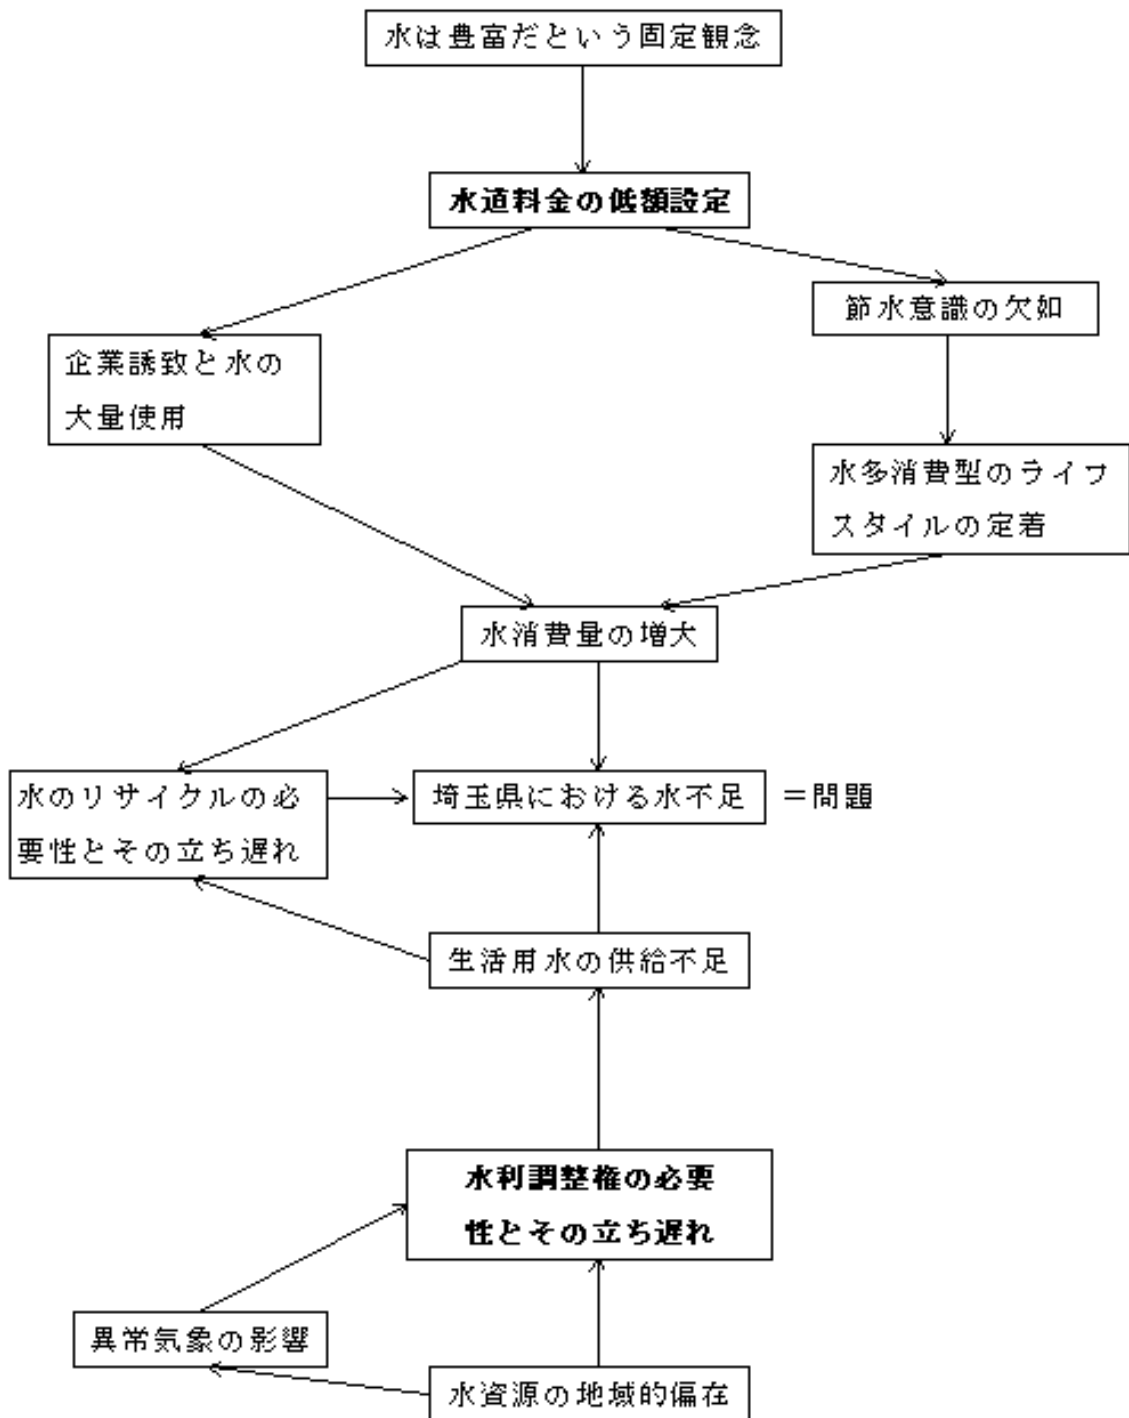 水は豊富だという固定観念
水道料金の低額設定
節水意識の欠如
企業誘致と水の
大量使用
水多消費型のライフ
スタイルの定着
水消費量の増大
水のリサイクルの必
要性とその立ち遅れ
埼玉県における水不足 ＝問題
生活用水の供給不足
水利調整権の必要
性とその立ち遅れ
異常気象の影響
水資源の地域的偏在